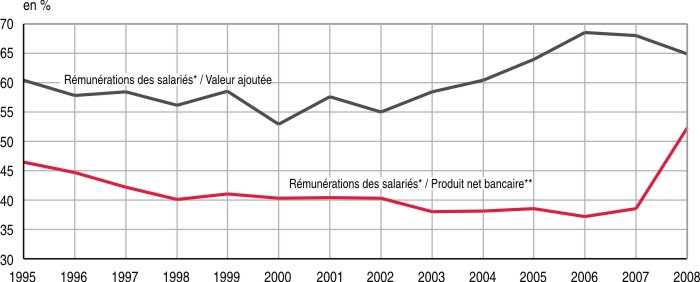 en %
70
65
60
55
50
45
40
35
30
Rémunérations des salariés* / Valeur ajoutée
Rémunérations des salariés* / Produit net bancaire**
1995 1996 1997 1998 1999 2000 2001 2002 2003 2004 2005 2006 2007 2008